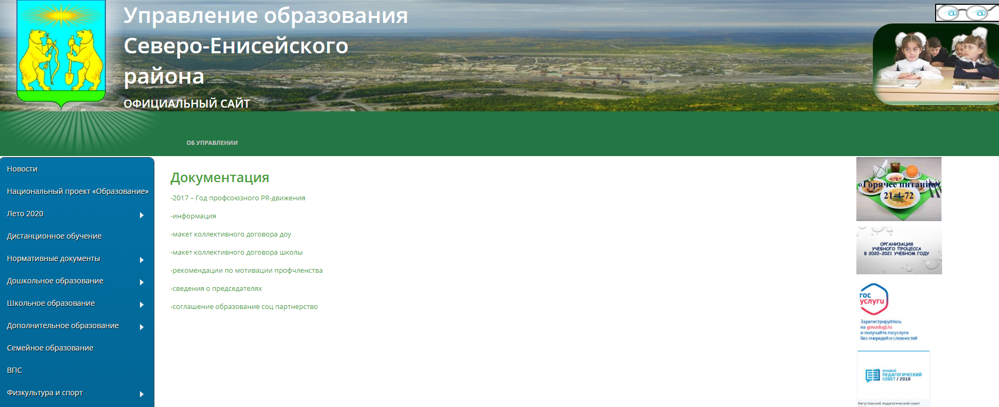 Управление образования
Северо-Енисейского
района
ОФИЦИАЛЬНЫЙ САЙТ
ОБ УПРАВЛЕНИИ
Новости
Национальный проект «Образование»
Лето 2020
Дистанционное обучение
Нормативные документы
Дошкольное образование
Школьное образование
Дополнительное образование
Семейное образование
ВПС
Физкультура и спорт
Документация
-2017 – Год профсоюзного PR-движения
-информация
-макет коллективного договора доу
-макет коллективного договора школы
-рекомендации по мотивации профчленства
-сведения о председателях
-соглашение образование соц партнерство
«Горячее питание»
21-4-72
ОРГАНИЗАЦИЯ
УЧЕБНОГО ПРОЦЕССА
В 2020-2021 УЧЕБНОМ ГОДУ
гос
услуги
Зарегистрируйтесь
на gosuslugi.ru
и получайте госуслуги
без очередей и сложностей
КРАЕВОЙ
ПЕДАГОГИЧЕСКИЙ
СОВЕТ / 2018
Августовский педагогический совет